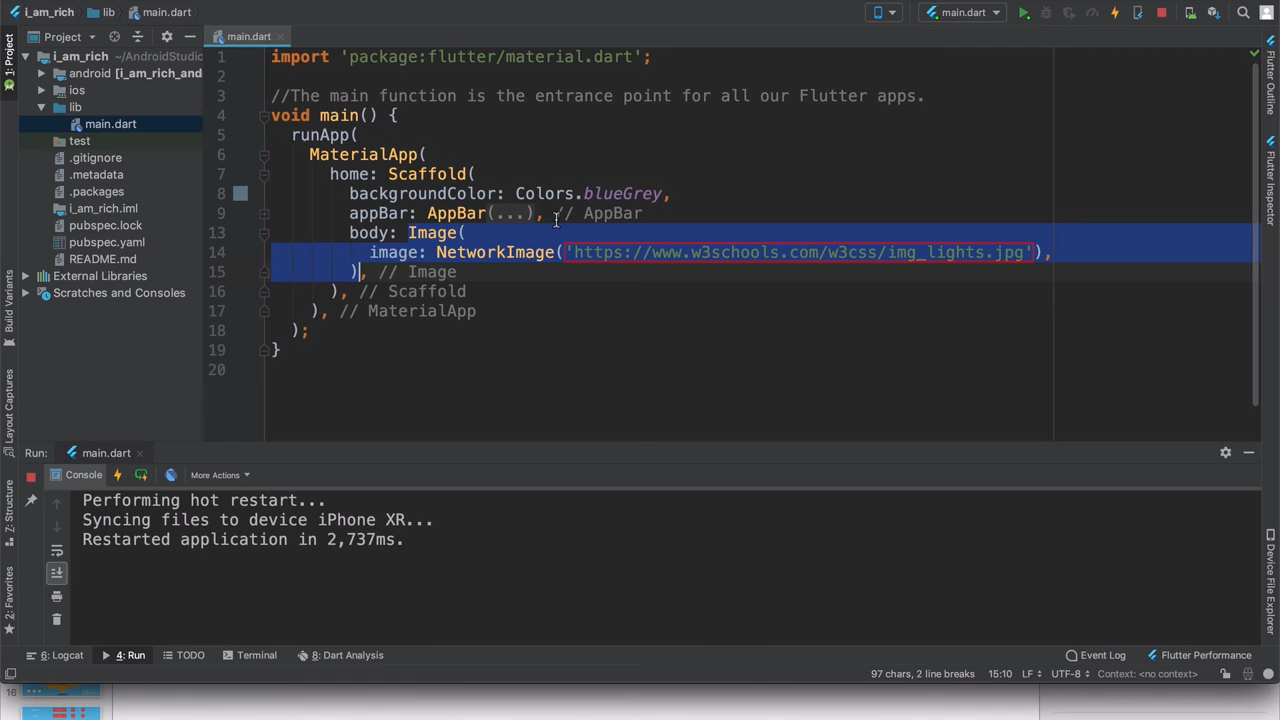 i_am_rich lib main.dart main.dart
Project main.dart
i_am_rich ~/AndroidStudio
android [i_am_rich_and
ios
lib
main.dart
test
.gitignore
.metadata
.packages
i_am_rich.iml
pubspec.lock
pubspec.yaml
README.md
External Libraries
Scratches and Consoles
1: Project
Build Variants
Layout Captures
7: Structure
2: Favorites
1 import 'package:flutter/material.dart';
2
3 //The main function is the entrance point for all our Flutter apps.
4 void main() {
5 runApp(
6 MaterialApp(
7 home: Scaffold(
8 backgroundColor: Colors.blueGrey,
9 appBar: AppBar(...), // AppBar
13 body: Image(
14 image: NetworkImage('https://www.w3schools.com/w3css/img_lights.jpg'),
15 ), // Image
16 ), // Scaffold
17 ), // MaterialApp
18 );
19 }
20
Flutter Outline
Flutter Inspector
Device File Explorer
Run: main.dart
Console More Actions
Performing hot restart...
Syncing files to device iPhone XR...
Restarted application in 2,737ms.
6: Logcat 4: Run TODO Terminal 8: Dart Analysis Event Log Flutter Performance
97 chars, 2 line breaks 15:10 LF UTF-8 Context: <no context>
16